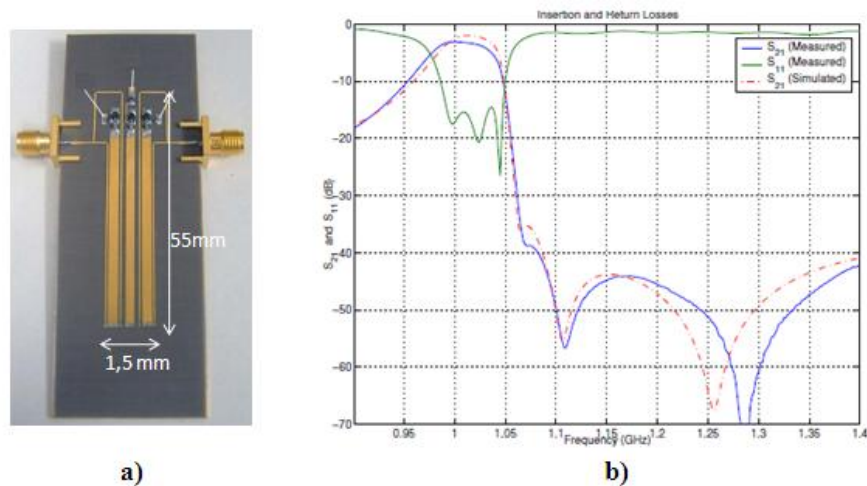 55mm
1,5 mm
a)
Insertion and Return Losses
S21 (Measured)
S11 (Measured)
S21 (Simulated)
S21 and S11 (dB)
0
-10
-20
-30
-40
-50
-60
-70
0.95 1 1.05 1.1 1.15 1.2 1.25 1.3 1.35 1.4
Frequency (GHz)
b)